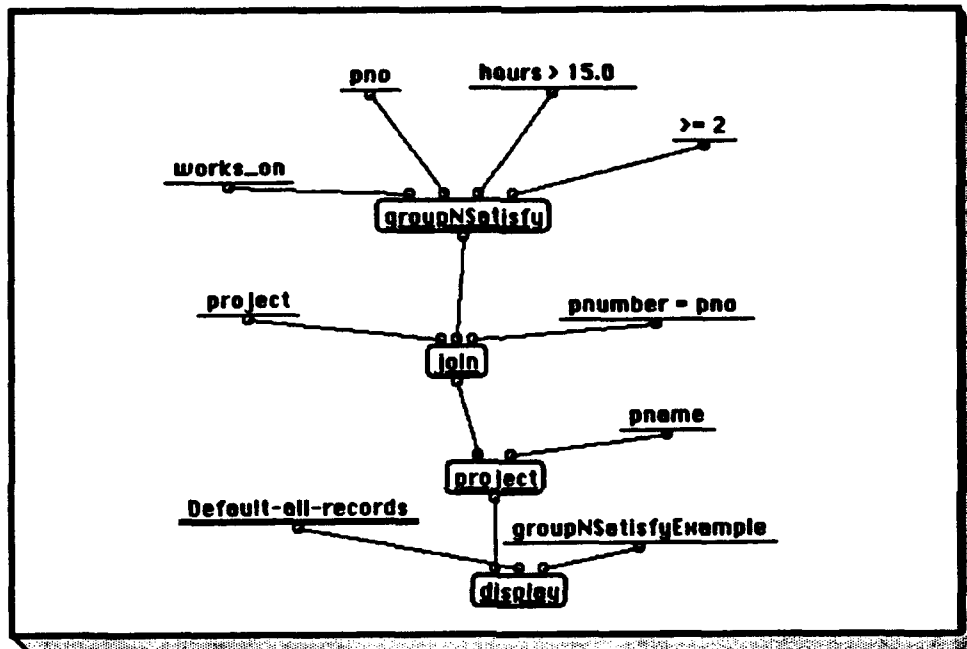 pno
hours > 15.0
>= 2
works_on
groupNSatisfy
project
pnumber = pno
join
pname
project
Default-all-records
groupNSatisfyExample
display